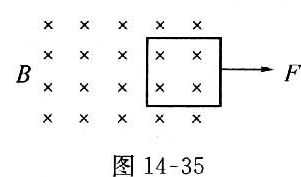 × × × × ×
× × × × ×
B × × × × × F
× × × × ×
图 14-35